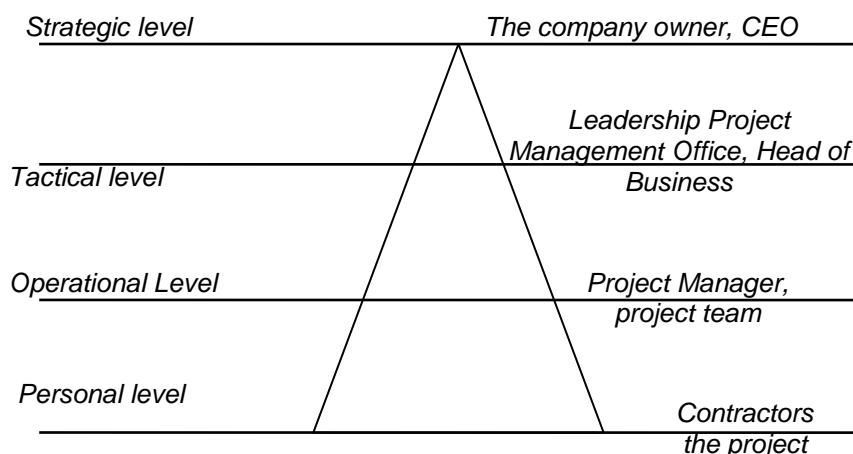 Strategic level
The company owner, CEO
Leadership Project
Management Office, Head of
Business
Tactical level
Operational Level
Project Manager,
project team
Personal level
Contractors
the project